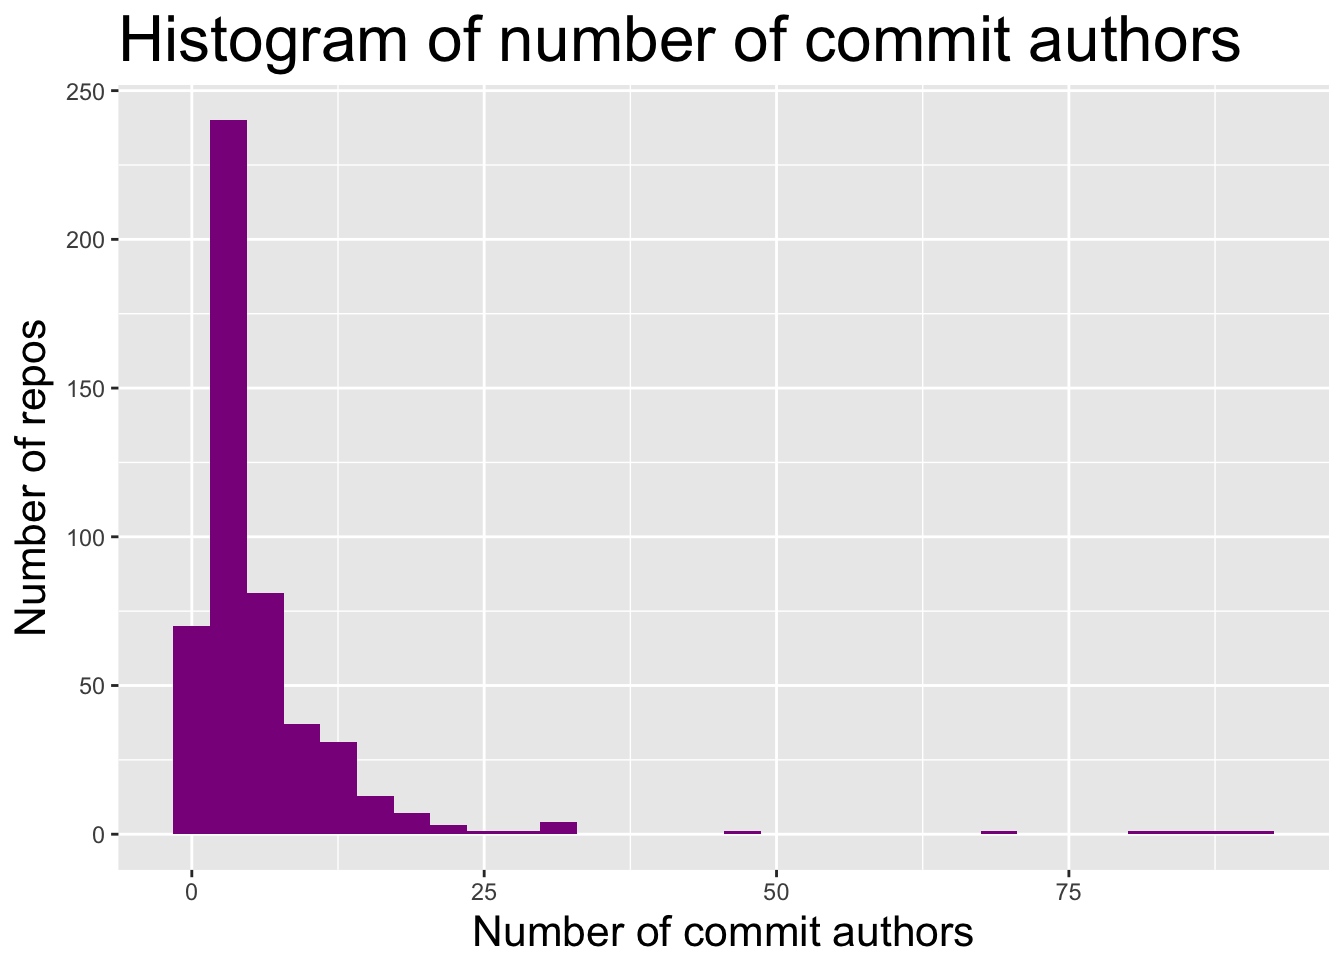 Histogram of number of commit authors
250
200
150
100
50
0
Number of repos
0 25 50 75
Number of commit authors